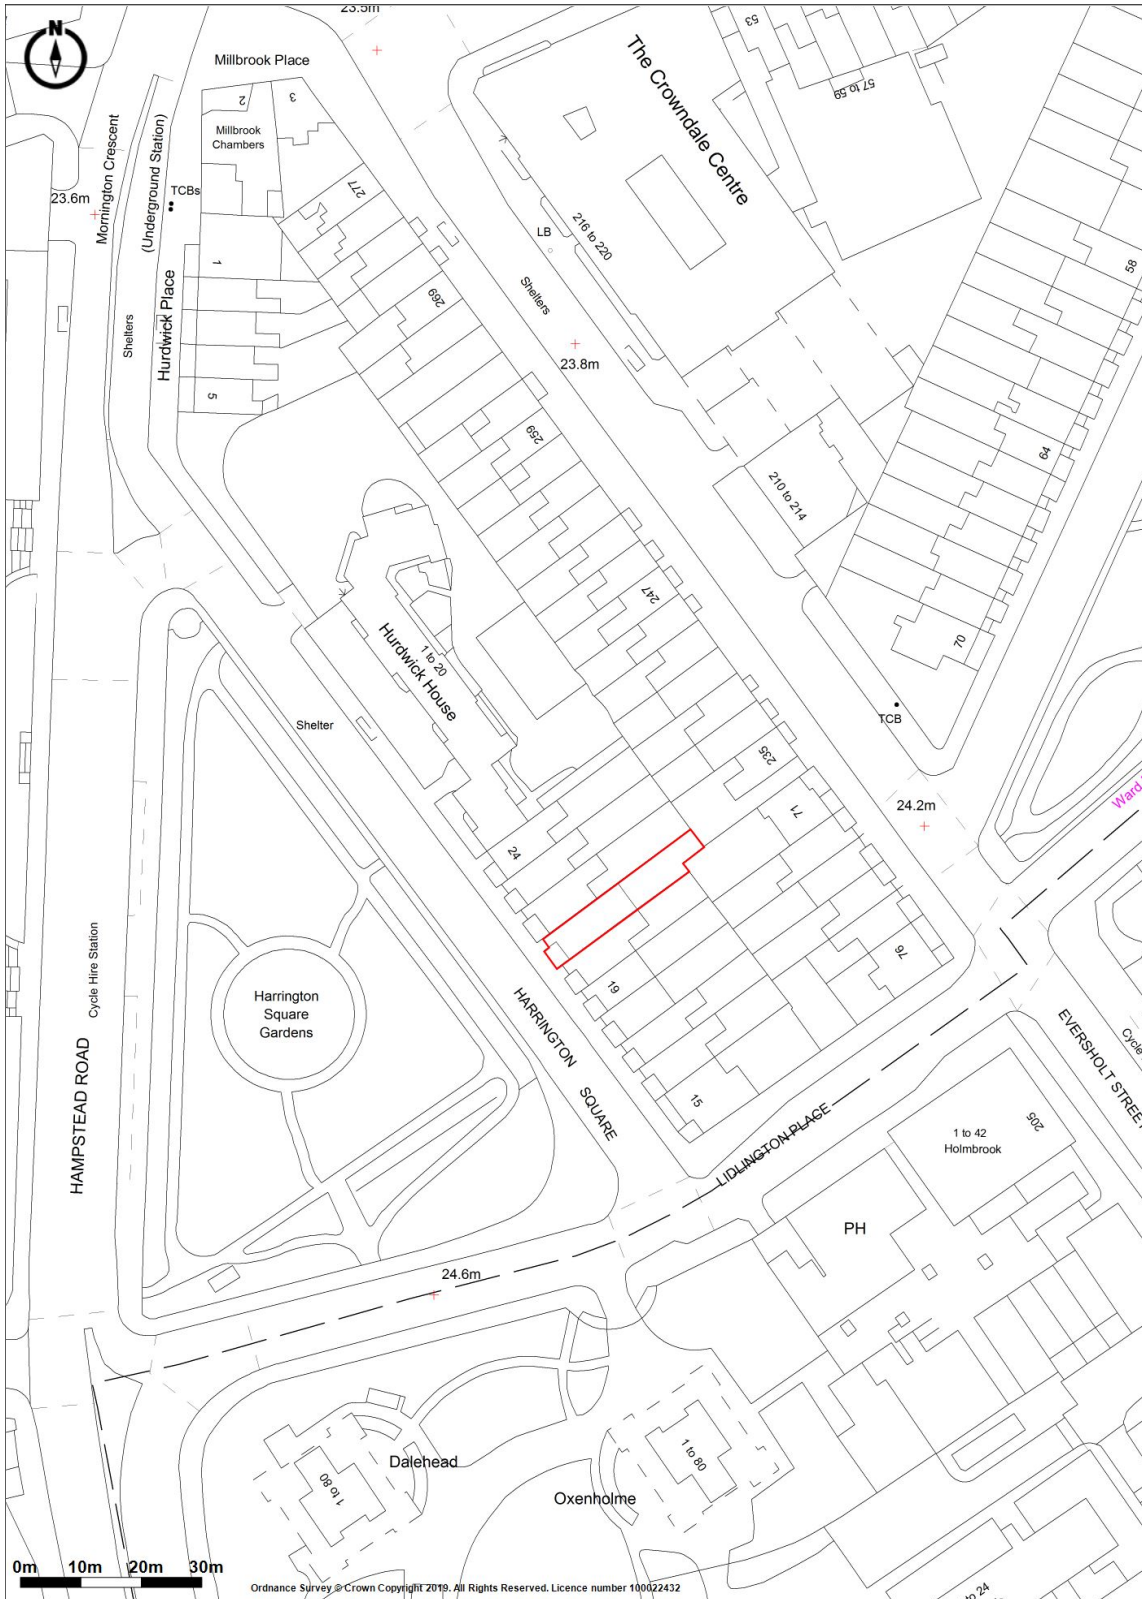 23.5m
N
Millbrook Place
53
The Crowndale Centre
57 to 59
2
3
Millbrook
Chambers
Mornington Crescent
(Underground Station)
TCBs
23.6m
277
LB
216 to 220
58
1
Shelters
269
Shelters
Hurdwick Place
23.8m
5
259
64
210 to 214
247
70
1 to 20
Hurdwick House
Shelter
TCB
235
24.2m
Ward
71
24
Cycle Hire Station
76
19
Harrington
Square
Gardens
HARRINGTON
SQUARE
EVERSHOLT STREET
Cycle
HAMPSTEAD ROAD
15
LIDLINGTON PLACE
205
1 to 42
Holmbrook
PH
24.6m
1 to 80
Dalehead
1 to 80
Oxenholme
to 24
0m 10m 20m 30m
Ordnance Survey © Crown Copyright 2019. All Rights Reserved. Licence number 100022432